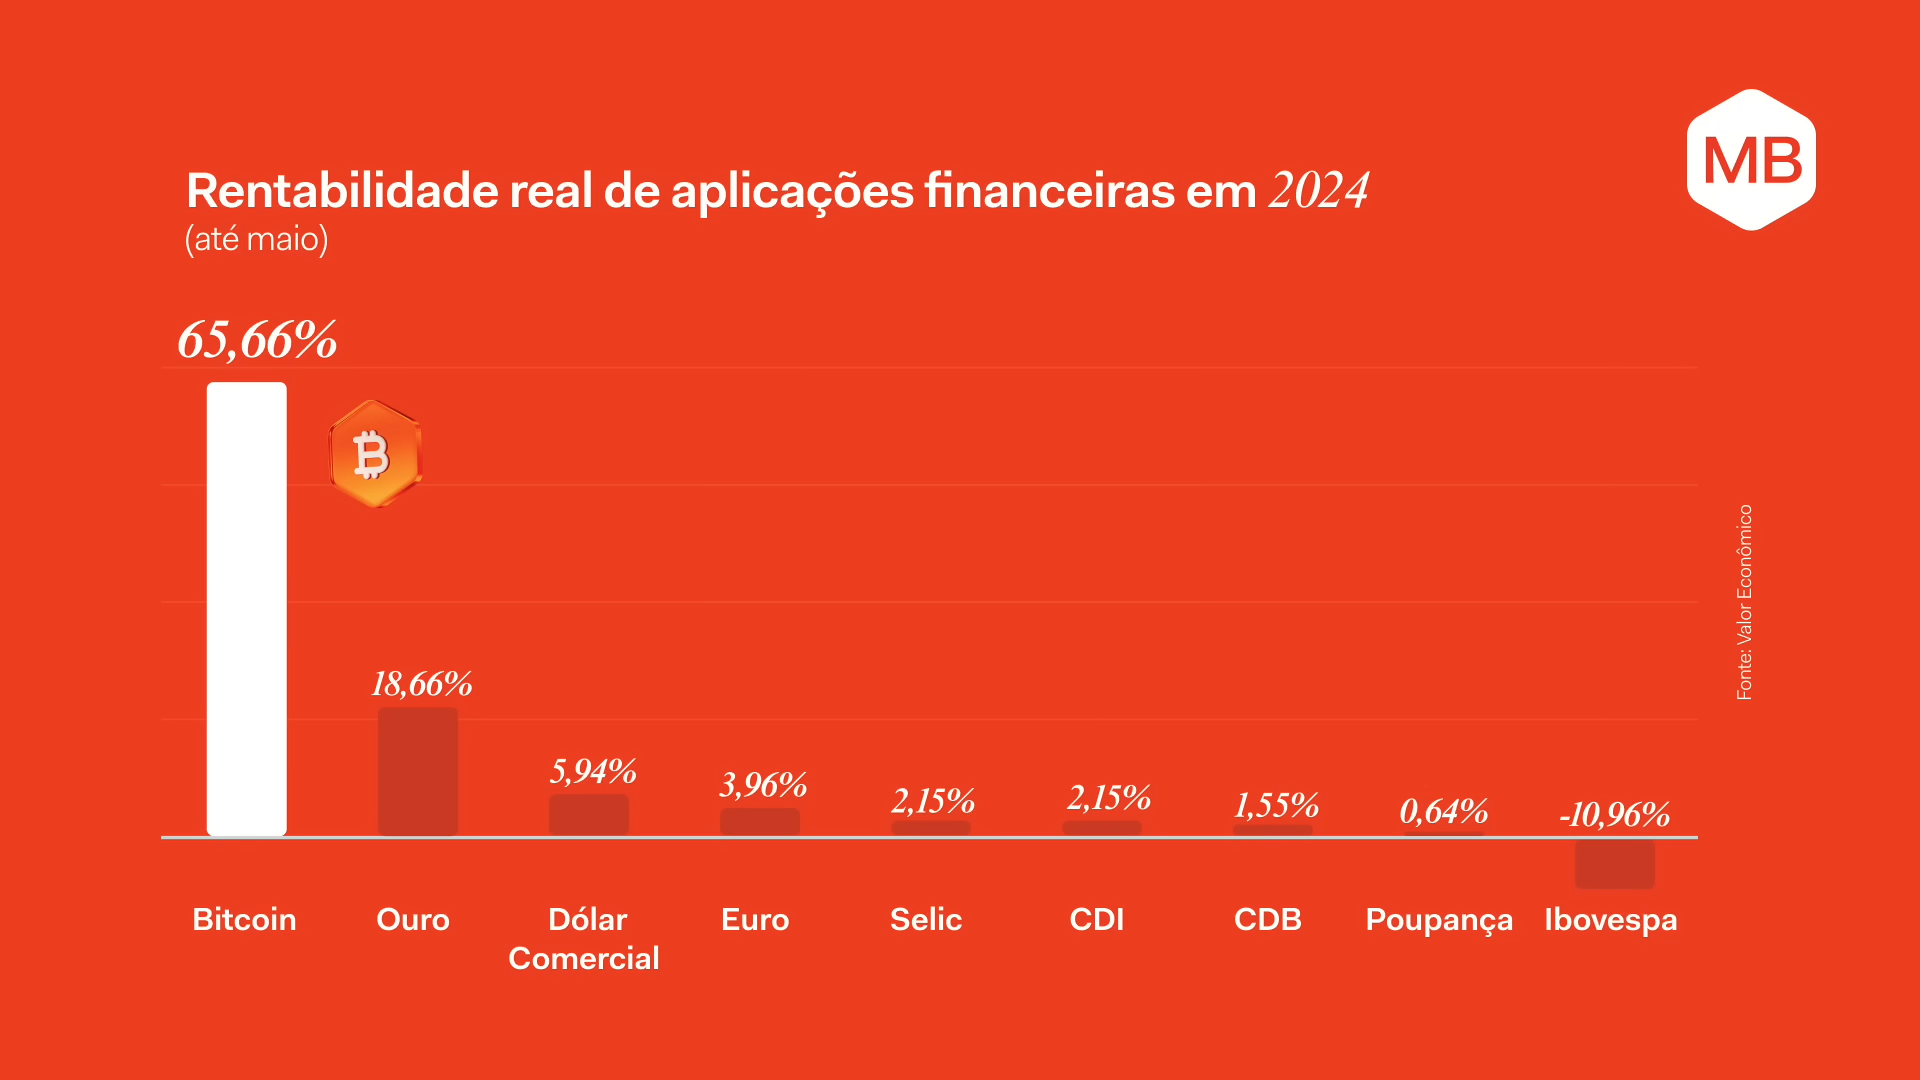 MB
Rentabilidade real de aplicações financeiras em 2024
(até maio)
65,66%
18,66%
5,94%
3,96%
2,15%
2,15%
1,55%
0,64%
-10,96%
Bitcoin
Ouro
Dólar
Comercial
Euro
Selic
CDI
CDB
Poupança
Ibovespa
Fonte: Valor Econômico